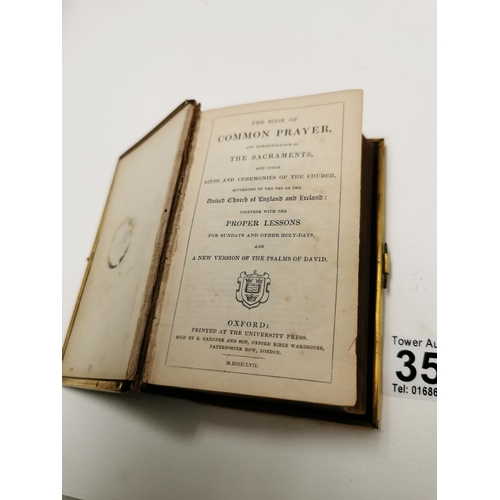 THE BOOK OF
COMMON PRAYER,
AND ADMINISTRATION OF
THE SACRAMENTS,
AND OTHER
RITES AND CEREMONIES OF THE CHURCH,
ACCORDING TO THE USE OF THE
United Church of England and Ireland:
TOGETHER WITH THE
PROPER LESSONS
FOR SUNDAYS AND OTHER HOLY-DAYS,
AND
A NEW VERSION OF THE PSALMS OF DAVID.
OXFORD:
PRINTED AT THE UNIVERSITY PRESS.
SOLD BY E. GARDNER AND SON, OXFORD BIBLE WAREHOUSE,
PATERNOSTER ROW, LONDON.
M.DCCC.LVII.
Tower Au
35
Tel: 01686